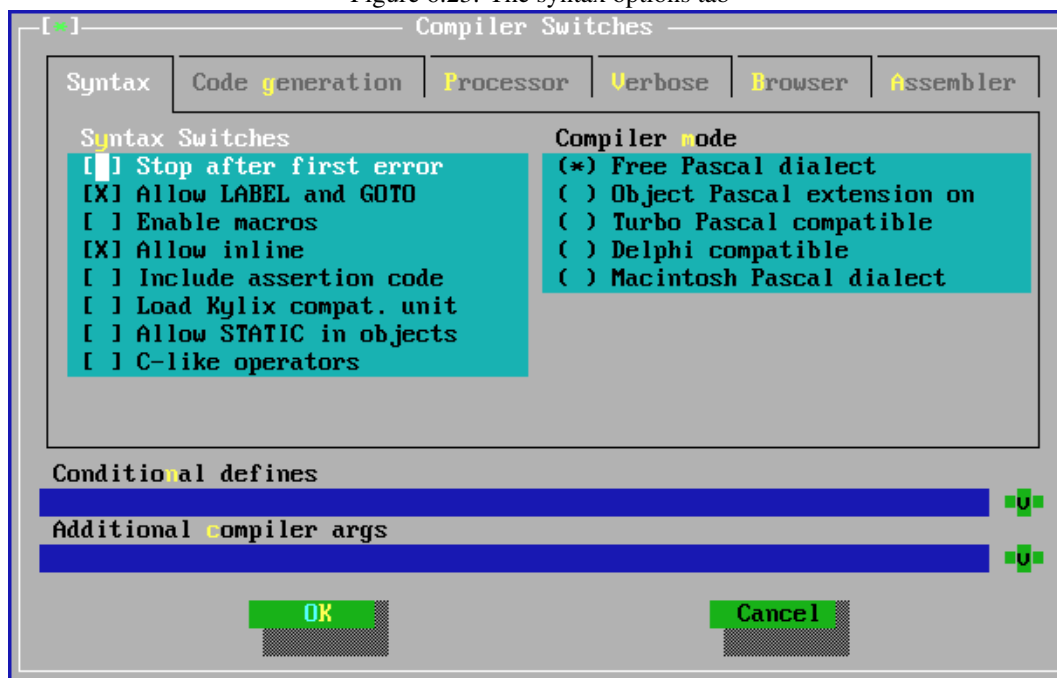 Figure 6.23: The syntax options tab
[*] Compiler Switches
Syntax Code generation Processor Verbose Browser Assembler
Syntax Switches
[ ] Stop after first error
[X] Allow LABEL and GOTO
[ ] Enable macros
[X] Allow inline
[ ] Include assertion code
[ ] Load Kylix compat. unit
[ ] Allow STATIC in objects
[ ] C-like operators
Compiler mode
(*) Free Pascal dialect
( ) Object Pascal extension on
( ) Turbo Pascal compatible
( ) Delphi compatible
( ) Macintosh Pascal dialect
Conditional defines
Additional compiler args
OK Cancel